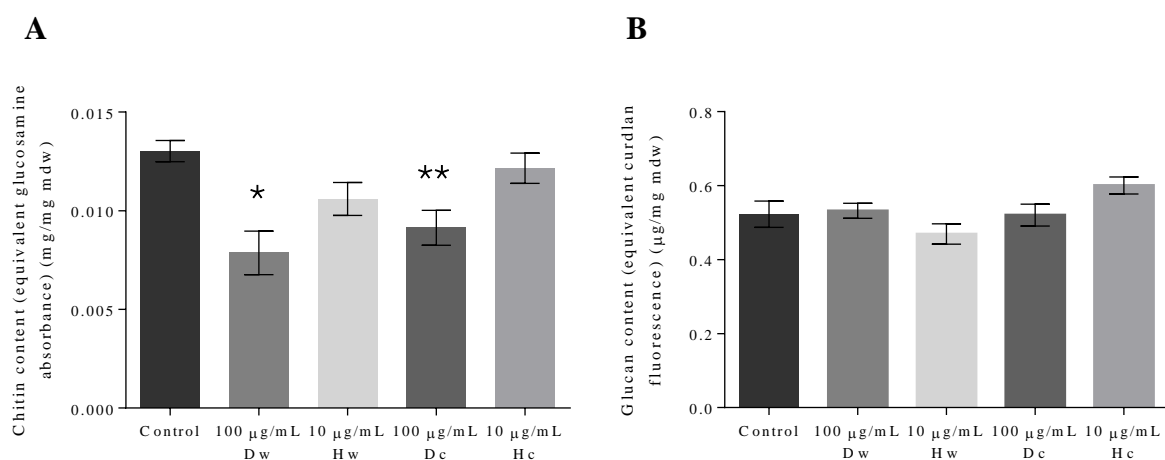 A
Chitin content (equivalent glucosamine
absorbance) (mg/mg mdw)
0.015
0.010
0.005
0.000
*
**
Control
100 µg/mL
Dw
10 µg/mL
Hw
100 µg/mL
Dc
10 µg/mL
Hc
B
Glucan content (equivalent curdlan
fluorescence) (µg/mg mdw)
0.8
0.6
0.4
0.2
0.0
Control
100 µg/mL
Dw
10 µg/mL
Hw
100 µg/mL
Dc
10 µg/mL
Hc